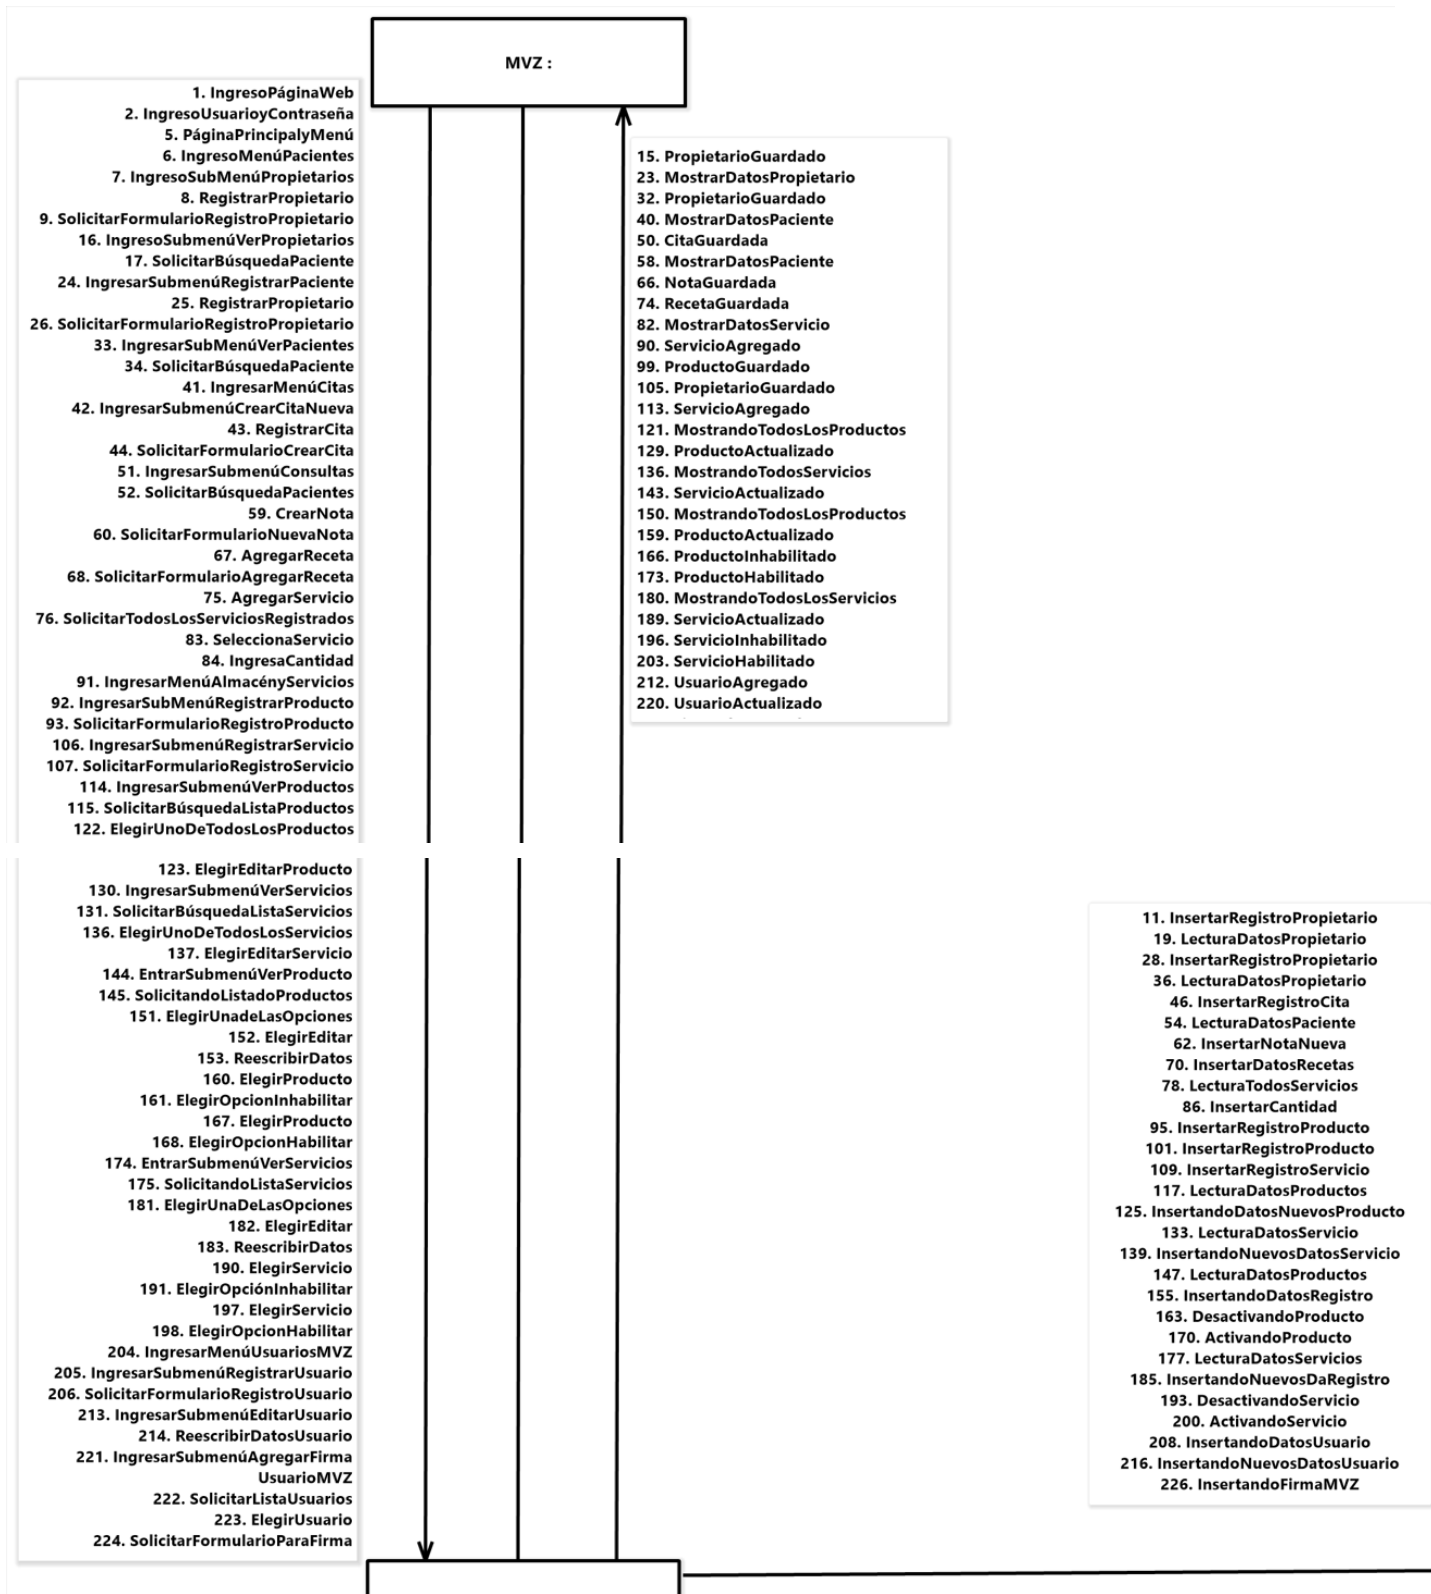 MVZ :
1. IngresoPáginaWeb
2. IngresoUsuarioyContraseña
5. PáginaPrincipalyMenú
6. IngresoMenúPacientes
7. IngresoSubMenúPropietarios
8. RegistrarPropietario
9. SolicitarFormularioRegistroPropietario
16. IngresoSubmenúVerPropietarios
17. SolicitarBúsquedaPaciente
24. IngresarSubmenúRegistrarPaciente
25. RegistrarPropietario
26. SolicitarFormularioRegistroPropietario
33. IngresarSubMenúVerPacientes
34. SolicitarBúsquedaPaciente
41. IngresarMenúCitas
42. IngresarSubmenúCrearCitaNueva
43. RegistrarCita
44. SolicitarFormularioCrearCita
51. IngresarSubmenúConsultas
52. SolicitarBúsquedaPacientes
59. CrearNota
60. SolicitarFormularioNuevaNota
67. AgregarReceta
68. SolicitarFormularioAgregarReceta
75. AgregarServicio
76. SolicitarTodosLosServiciosRegistrados
83. SeleccionaServicio
84. IngresaCantidad
91. IngresarMenúAlmacényServicios
92. IngresarSubMenúRegistrarProducto
93. SolicitarFormularioRegistroProducto
106. IngresarSubmenúRegistrarServicio
107. SolicitarFormularioRegistroServicio
114. IngresarSubmenúVerProductos
115. SolicitarBúsquedaListaProductos
122. ElegirUnoDeTodosLosProductos
123. ElegirEditarProducto
130. IngresarSubmenúVerServicios
131. SolicitarBúsquedaListaServicios
136. ElegirUnoDeTodosLosServicios
137. ElegirEditarServicio
144. EntrarSubmenúVerProducto
145. SolicitandoListadoProductos
151. ElegirUnadeLasOpciones
152. ElegirEditar
153. ReescribirDatos
160. ElegirProducto
161. ElegirOpcionInhabilitar
167. ElegirProducto
168. ElegirOpcionHabilitar
174. EntrarSubmenúVerServicios
175. SolicitandoListaServicios
181. ElegirUnaDeLasOpciones
182. ElegirEditar
183. ReescribirDatos
190. ElegirServicio
191. ElegirOpciónInhabilitar
197. ElegirServicio
198. ElegirOpcionHabilitar
204. IngresarMenúUsuariosMVZ
205. IngresarSubmenúRegistrarUsuario
206. SolicitarFormularioRegistroUsuario
213. IngresarSubmenúEditarUsuario
214. ReescribirDatosUsuario
221. IngresarSubmenúAgregarFirma
UsuarioMVZ
222. SolicitarListaUsuarios
223. ElegirUsuario
224. SolicitarFormularioParaFirma
15. PropietarioGuardado
23. MostrarDatosPropietario
32. PropietarioGuardado
40. MostrarDatosPaciente
50. CitaGuardada
58. MostrarDatosPaciente
66. NotaGuardada
74. RecetaGuardada
82. MostrarDatosServicio
90. ServicioAgregado
99. ProductoGuardado
105. PropietarioGuardado
113. ServicioAgregado
121. MostrandoTodosLosProductos
129. ProductoActualizado
136. MostrandoTodosServicios
143. ServicioActualizado
150. MostrandoTodosLosProductos
159. ProductoActualizado
166. ProductoInhabilitado
173. ProductoHabilitado
180. MostrandoTodosLosServicios
189. ServicioActualizado
196. ServicioInhabilitado
203. ServicioHabilitado
212. UsuarioAgregado
220. UsuarioActualizado
11. InsertarRegistroPropietario
19. LecturaDatosPropietario
28. InsertarRegistroPropietario
36. LecturaDatosPropietario
46. InsertarRegistroCita
54. LecturaDatosPaciente
62. InsertarNotaNueva
70. InsertarDatosRecetas
78. LecturaTodosServicios
86. InsertarCantidad
95. InsertarRegistroProducto
101. InsertarRegistroProducto
109. InsertarRegistroServicio
117. LecturaDatosProductos
125. InsertandoDatosNuevosProducto
133. LecturaDatosServicio
139. InsertandoNuevosDatosServicio
147. LecturaDatosProductos
155. InsertandoDatosRegistro
163. DesactivandoProducto
170. ActivandoProducto
177. LecturaDatosServicios
185. InsertandoNuevosDaRegistro
193. DesactivandoServicio
200. ActivandoServicio
208. InsertandoDatosUsuario
216. InsertandoNuevosDatosUsuario
226. InsertandoFirmaMVZ